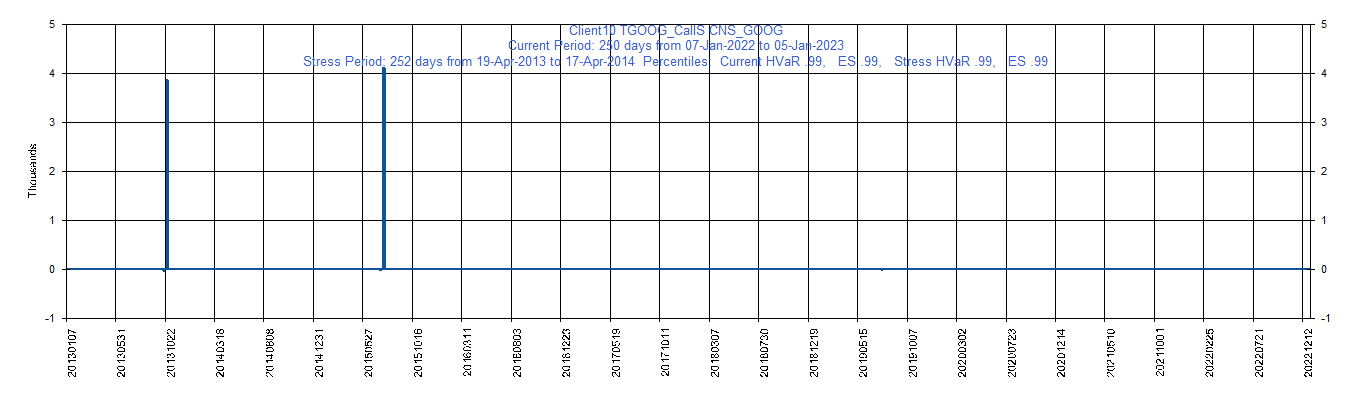 Client10 TGOOG_CallS CNS_GOOG
Current Period: 250 days from 07-Jan-2022 to 05-Jan-2023
Stress Period: 252 days from 19-Apr-2013 to 17-Apr-2014 Percentiles: Current HVaR .99, ES .99, Stress HVaR .99, ES .99
5 5
4 4
3 3
Thousands
2 2
1 1
0 0
-1 -1
20130107 20130531 20131022 20140318 20140808 20141231 20150527 20151016 20160311 20160803 20161223 20170519 20171011 20180307 20180730 20181219 20190515 20191007 20200302 20200723 20201214 20210510 20211001 20220225 20220721 20221212